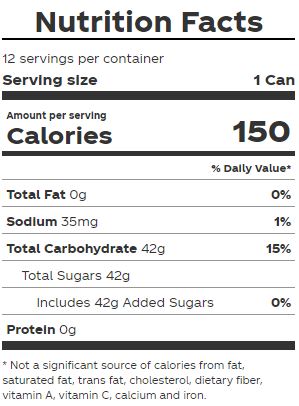 Nutrition Facts
12 servings per container
Serving size 1 Can
Amount per serving
Calories 150
% Daily Value*
Total Fat 0g 0%
Sodium 35mg 1%
Total Carbohydrate 42g 15%
Total Sugars 42g
Includes 42g Added Sugars 0%
Protein 0g
* Not a significant source of calories from fat,
saturated fat, trans fat, cholesterol, dietary fiber,
vitamin A, vitamin C, calcium and iron.